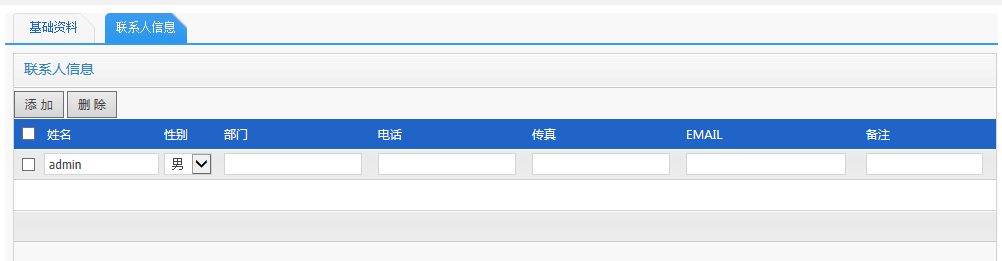 基础资料 联系人信息
联系人信息
添 加 删 除
姓名 性别 部门 电话 传真 EMAIL 备注
admin 男